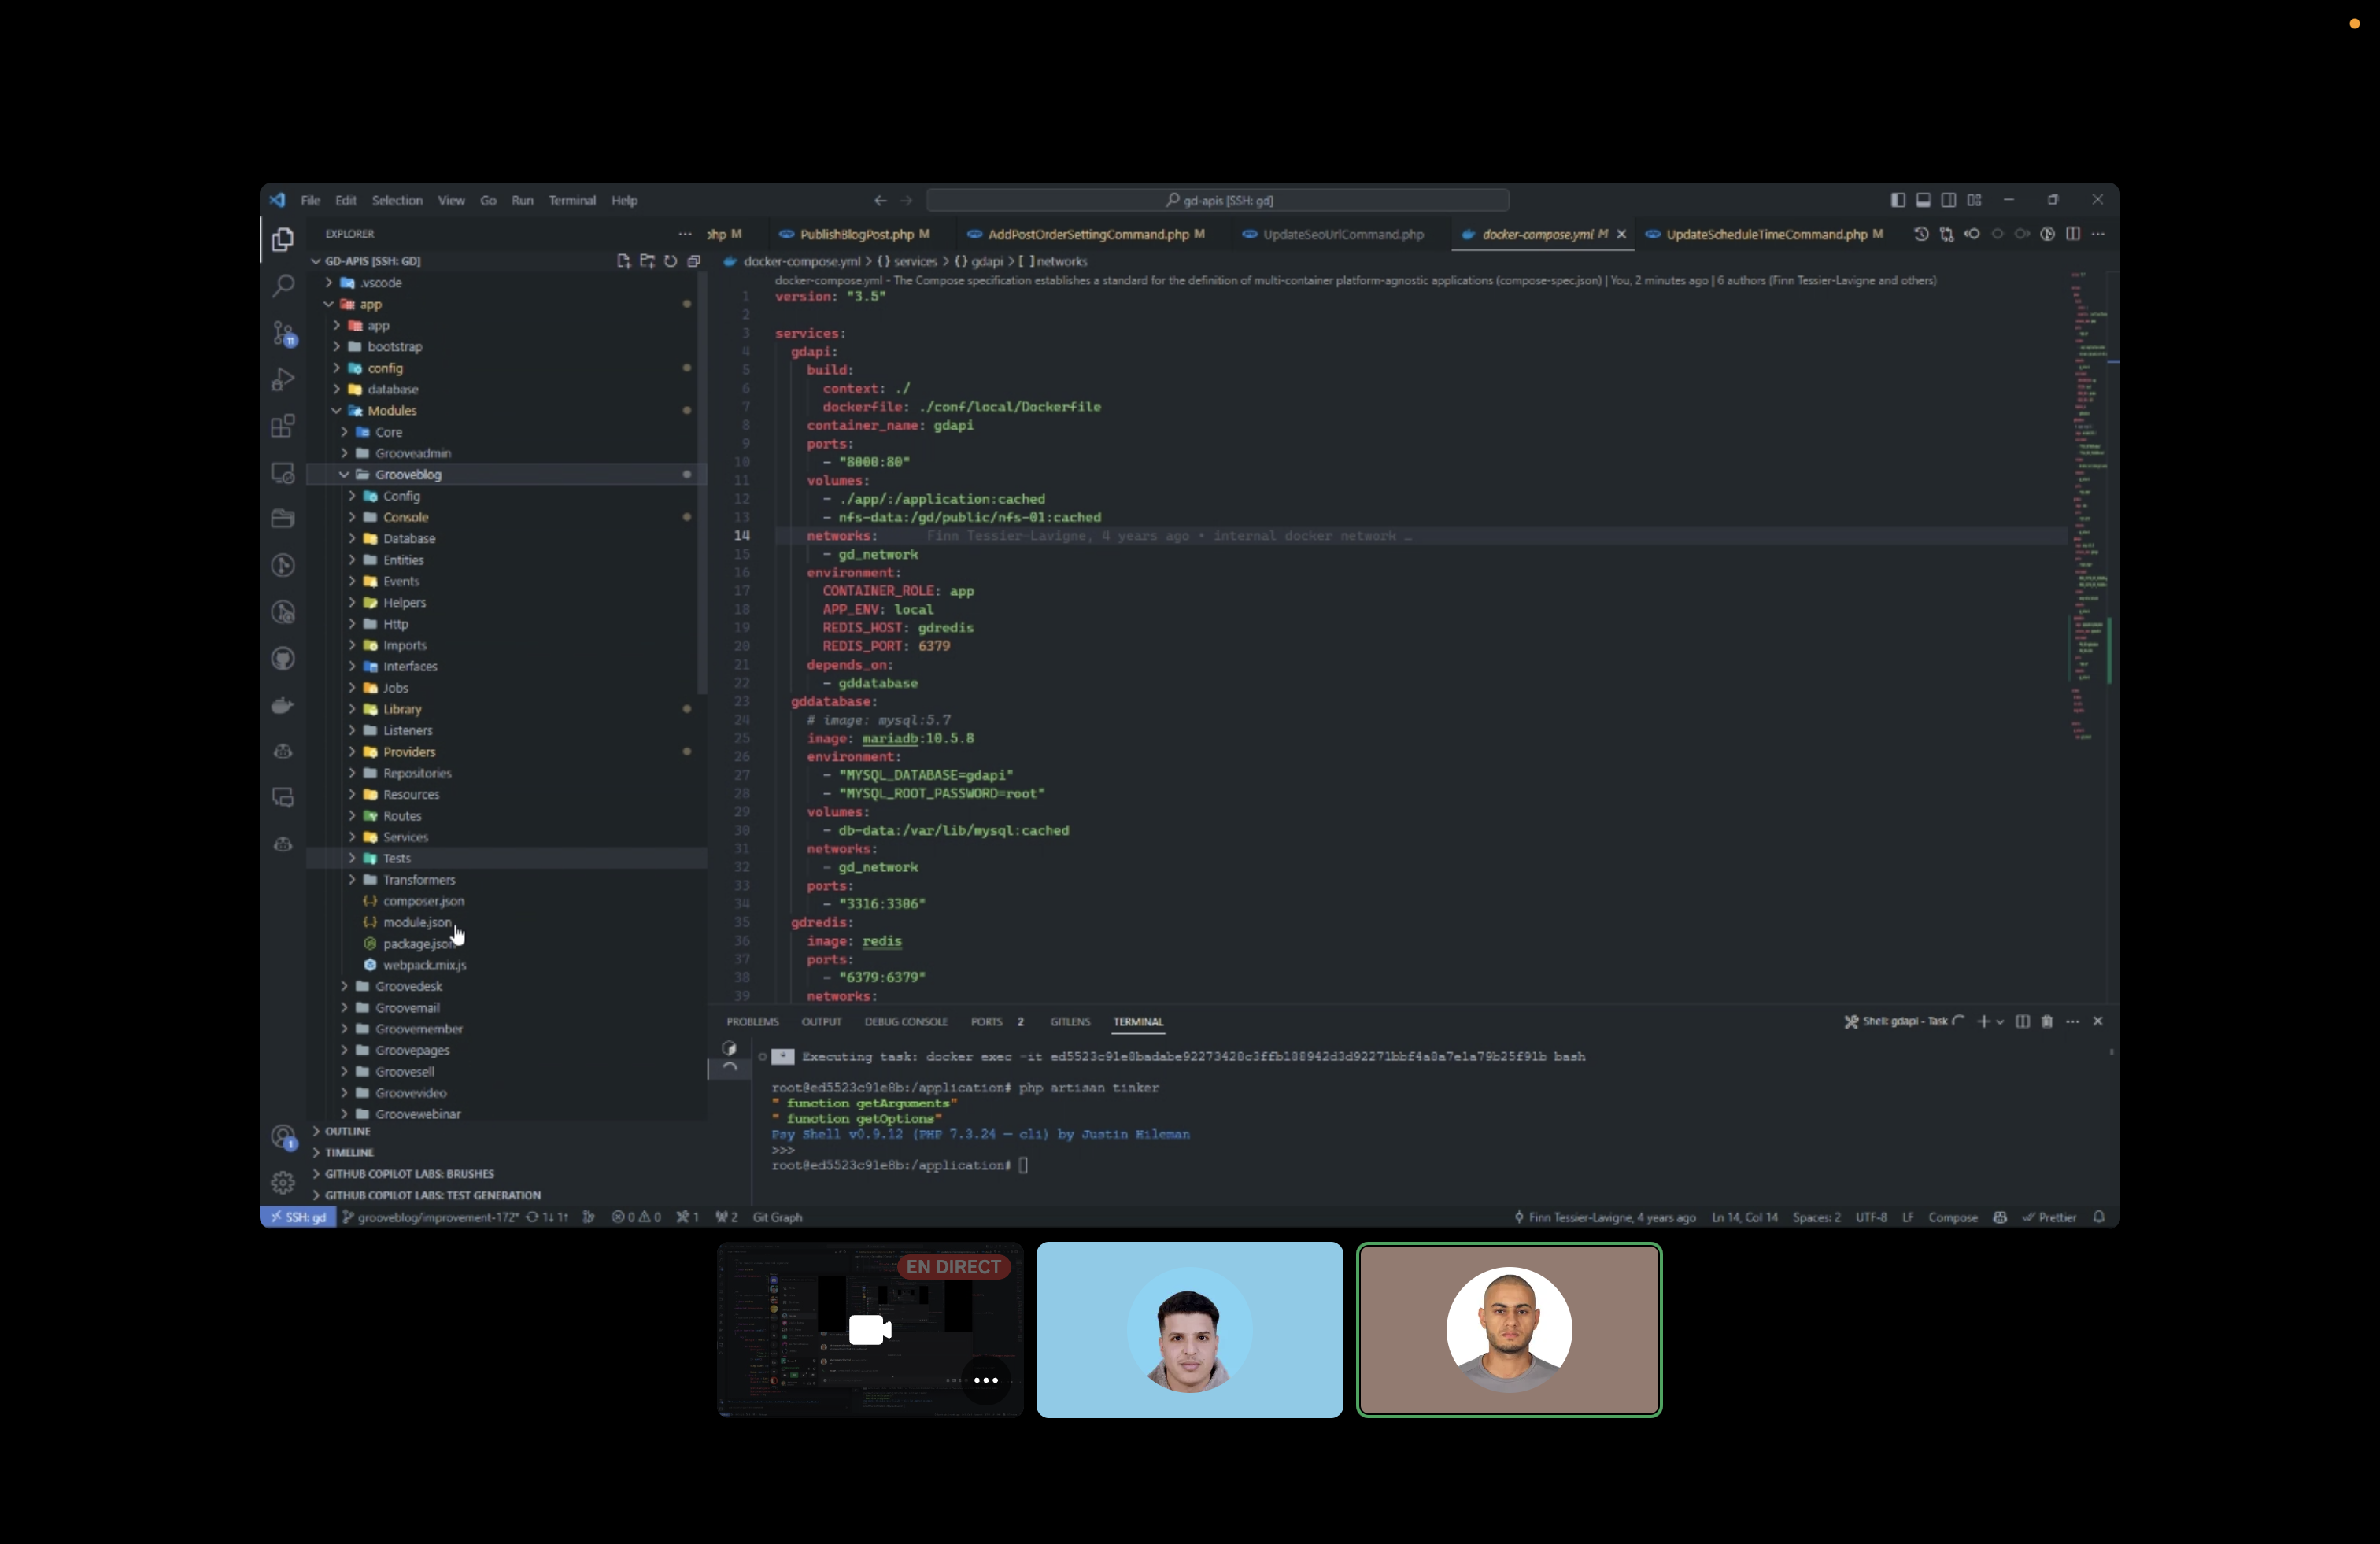 File Edit Selection View Go Run Terminal Help
gd-apis [SSH: gd]
EXPLORER
GD-APIS [SSH: GD]
.vscode
app
app
bootstrap
config
database
Modules
Core
Grooveadmin
Grooveblog
Config
Console
Database
Entities
Events
Helpers
Http
Imports
Interfaces
Jobs
Library
Listeners
Providers
Repositories
Resources
Routes
Services
Tests
Transformers
composer.json
module.json
package.json
webpack.mix.js
Groovedesk
Groovemail
Groovemember
Groovepages
Groovesell
Groovevideo
Groovewebinar
OUTLINE
TIMELINE
GITHUB COPILOT LABS: BRUSHES
GITHUB COPILOT LABS: TEST GENERATION
php M PublishBlogPost.php M AddPostOrderSettingCommand.php M UpdateSeoUrlCommand.php docker-compose.yml M UpdateScheduleTimeCommand.php M
docker-compose.yml > {} services > {} gdapi > [ ] networks
docker-compose.yml - The Compose specification establishes a standard for the definition of multi-container platform-agnostic applications (compose-spec.json) | You, 2 minutes ago | 6 authors (Finn Tessier-Lavigne and others)
1 version: "3.5"
2
3 services:
4 gdapi:
5 build:
6 context: ./
7 dockerfile: ./conf/local/Dockerfile
8 container_name: gdapi
9 ports:
10 - "8000:80"
11 volumes:
12 - ./app/:/application:cached
13 - nfs-data:/gd/public/nfs-01:cached
14 networks: Finn Tessier-Lavigne, 4 years ago • internal docker network …
15 - gd_network
16 environment:
17 CONTAINER_ROLE: app
18 APP_ENV: local
19 REDIS_HOST: gdredis
20 REDIS_PORT: 6379
21 depends_on:
22 - gddatabase
23 gddatabase:
24 # image: mysql:5.7
25 image: mariadb:10.5.8
26 environment:
27 - "MYSQL_DATABASE=gdapi"
28 - "MYSQL_ROOT_PASSWORD=root"
29 volumes:
30 - db-data:/var/lib/mysql:cached
31 networks:
32 - gd_network
33 ports:
34 - "3316:3306"
35 gdredis:
36 image: redis
37 ports:
38 - "6379:6379"
39 networks:
PROBLEMS OUTPUT DEBUG CONSOLE PORTS 2 GITLENS TERMINAL
Shell: gdapi - Task
* Executing task: docker exec -it
root@ed5523c91e8b:/application# php artisan tinker
" function getArguments"
" function getOptions"
Psy Shell v0.9.12 (PHP 7.3.24 — cli) by Justin Hileman
>>>
root@ed5523c91e8b:/application#
SSH: gd grooveblog/improvement-172* 1↓ 1↑ 0 0 1 2 Git Graph
Finn Tessier-Lavigne, 4 years ago Ln 14, Col 14 Spaces: 2 UTF-8 LF Compose Prettier
EN DIRECT